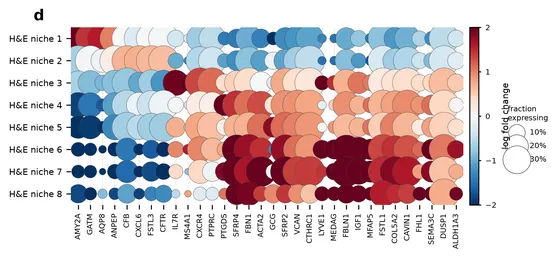 d
H&E niche 1
H&E niche 2
H&E niche 3
H&E niche 4
H&E niche 5
H&E niche 6
H&E niche 7
H&E niche 8
AMY2A
GATM
AQP8
ANPEP
CFB
CXCL6
FSTL3
CFTR
IL7R
MS4A1
CXCR4
PTPRC
PTGDS
SFRP4
FBN1
ACTA2
GCG
SFRP2
VCAN
CTHRC1
LYVE1
MEDAG
FBLN1
IGF1
MFAP5
FSTL1
COL5A2
CAVIN1
FHL1
SEMA3C
DUSP1
ALDH1A3
2
1
0
−1
−2
log fold change
fraction
expressing
10%
20%
30%